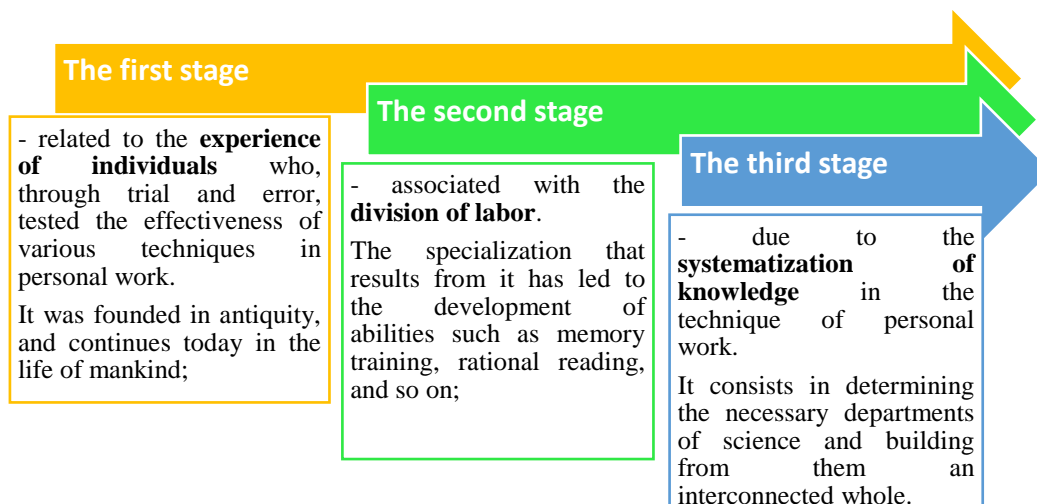 The first stage
- related to the experience
of individuals who,
through trial and error,
tested the effectiveness of
various techniques in
personal work.
It was founded in antiquity,
and continues today in the
life of mankind;
The second stage
- associated with the
division of labor.
The specialization that
results from it has led to
the development of
abilities such as memory
training, rational reading,
and so on;
The third stage
- due to the
systematization of
knowledge in the
technique of personal
work.
It consists in determining
the necessary departments
of science and building
from them an
interconnected whole.